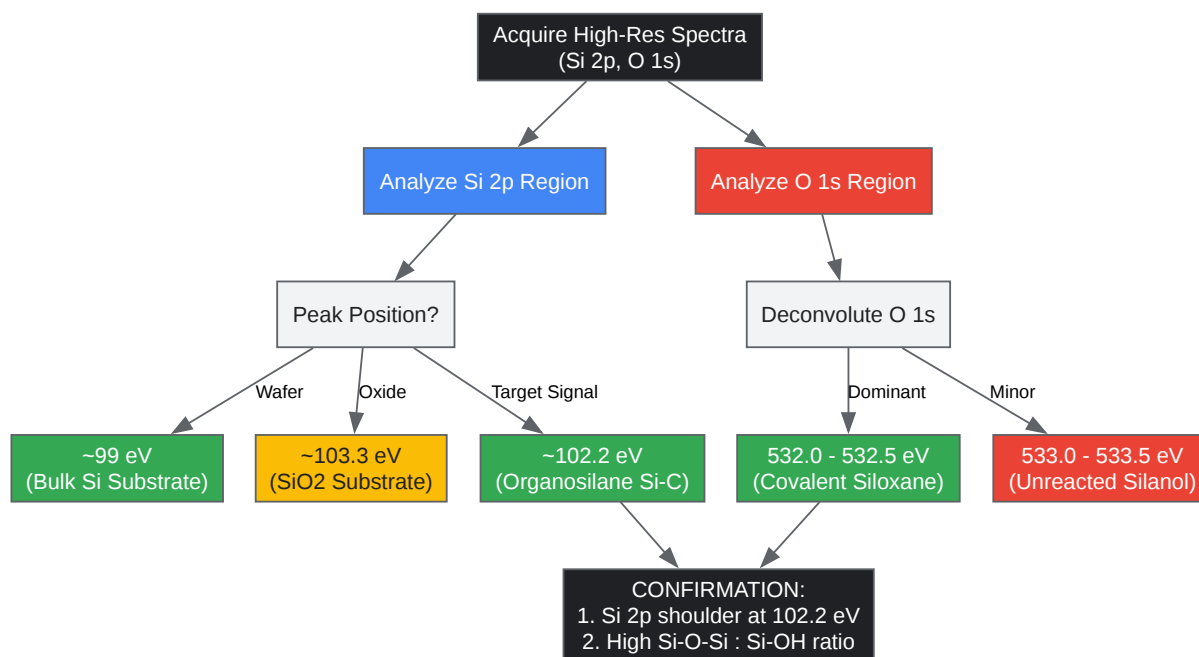 Acquire High-Res Spectra
(Si 2p, O 1s)
Analyze Si 2p Region
Analyze O 1s Region
Peak Position?
Deconvolute O 1s
Wafer
Oxide
Target Signal
Dominant
Minor
~99 eV
(Bulk Si Substrate)
~103.3 eV
(SiO2 Substrate)
~102.2 eV
(Organosilane Si-C)
532.0 - 532.5 eV
(Covalent Siloxane)
533.0 - 533.5 eV
(Unreacted Silanol)
CONFIRMATION:
1. Si 2p shoulder at 102.2 eV
2. High Si-O-Si : Si-OH ratio